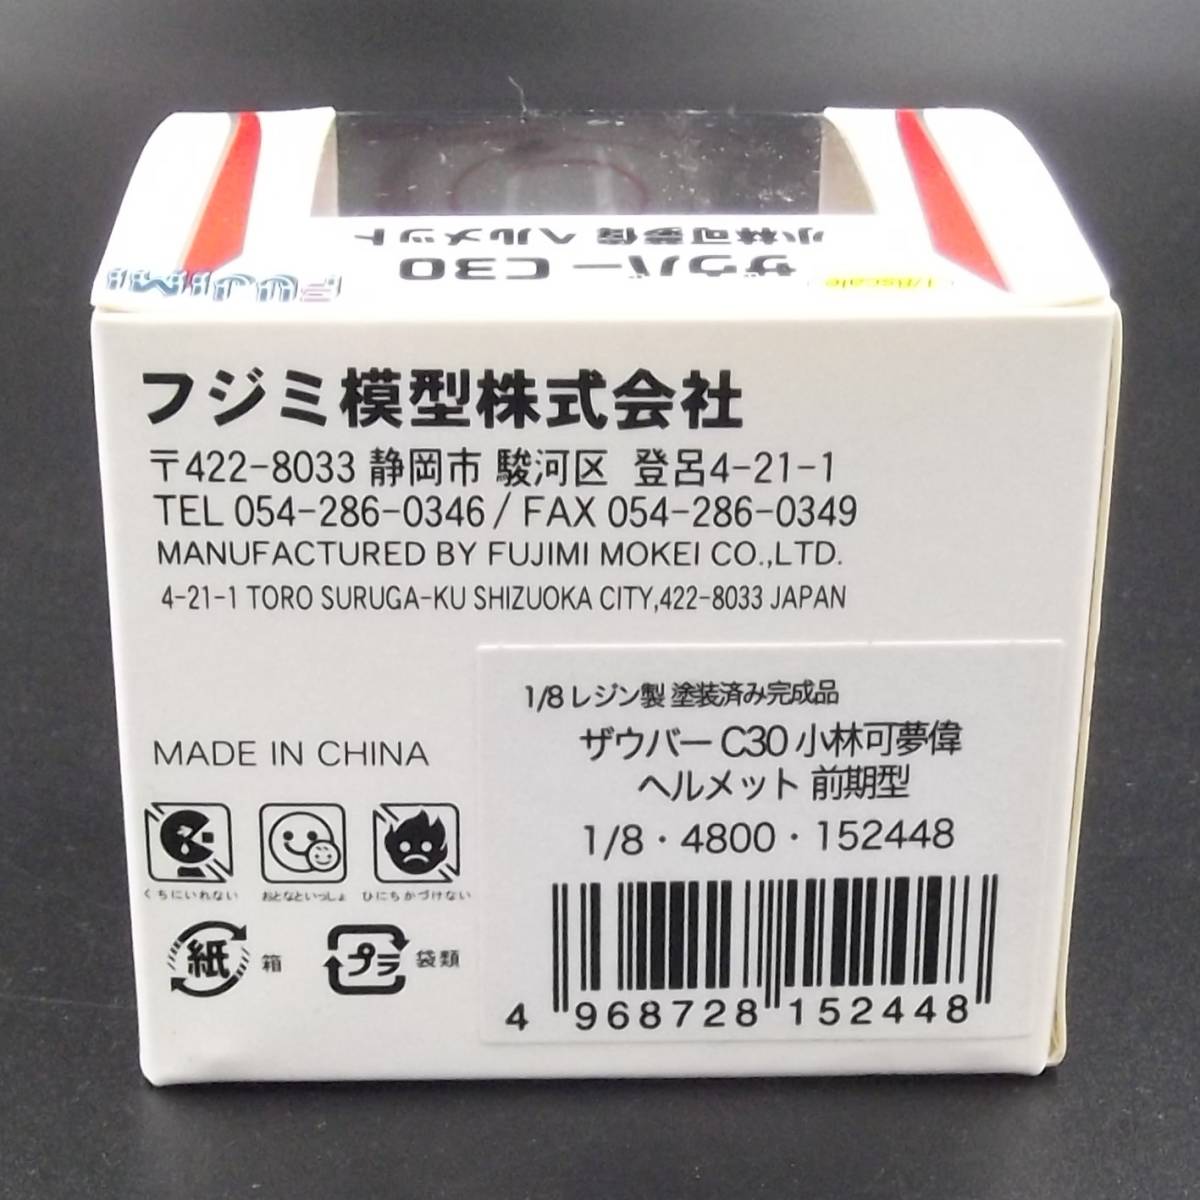 小林可夢偉 ヘルメット
ザウバー C30
1/8scale
フジミ模型株式会社
〒422-8033 静岡市 駿河区 登呂4-21-1
TEL 054-286-0346 / FAX 054-286-0349
MANUFACTURED BY FUJIMI MOKEI CO.,LTD.
4-21-1 TORO SURUGA-KU SHIZUOKA CITY,422-8033 JAPAN
1/8 レジン製 塗装済み完成品
ザウバー C30 小林可夢偉
ヘルメット 前期型
1/8・4800・152448
4 968728 152448
MADE IN CHINA
くちにいれない おとなといっしょ ひにちかづけない
紙 箱 プラ 袋類